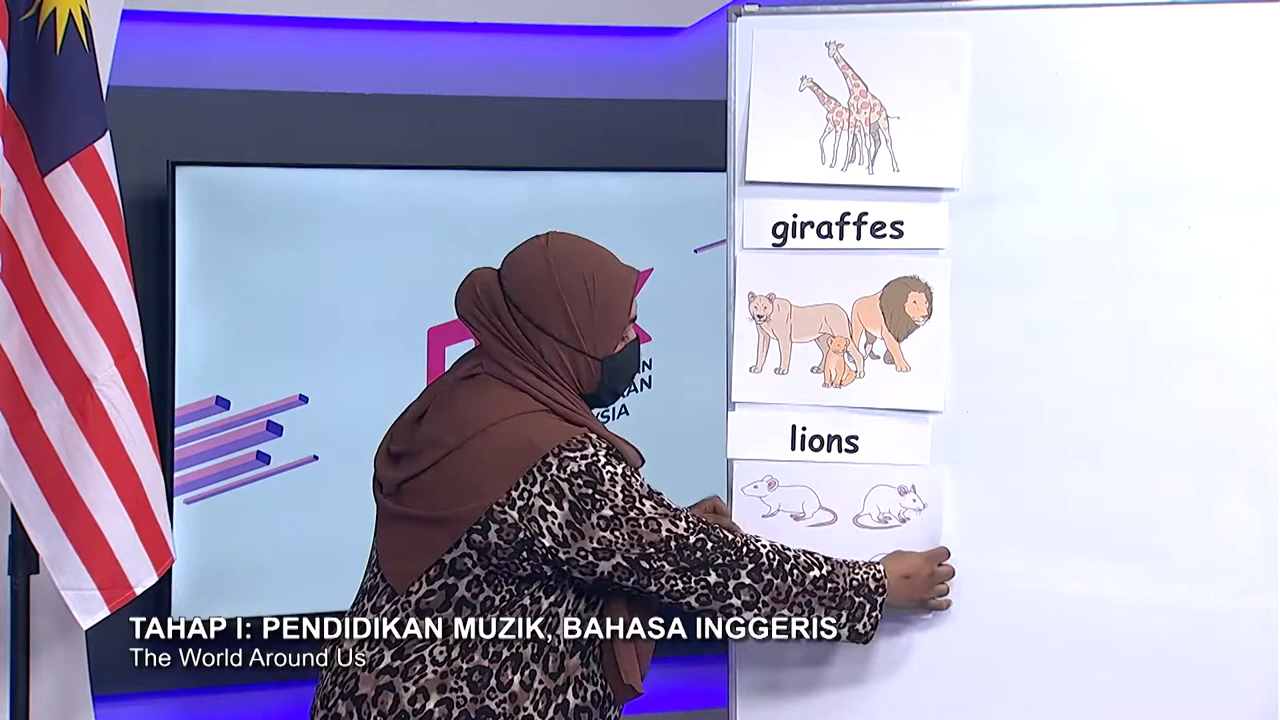 giraffes
lions
TAHAP I: PENDIDIKAN MUZIK, BAHASA INGGERIS
The World Around Us